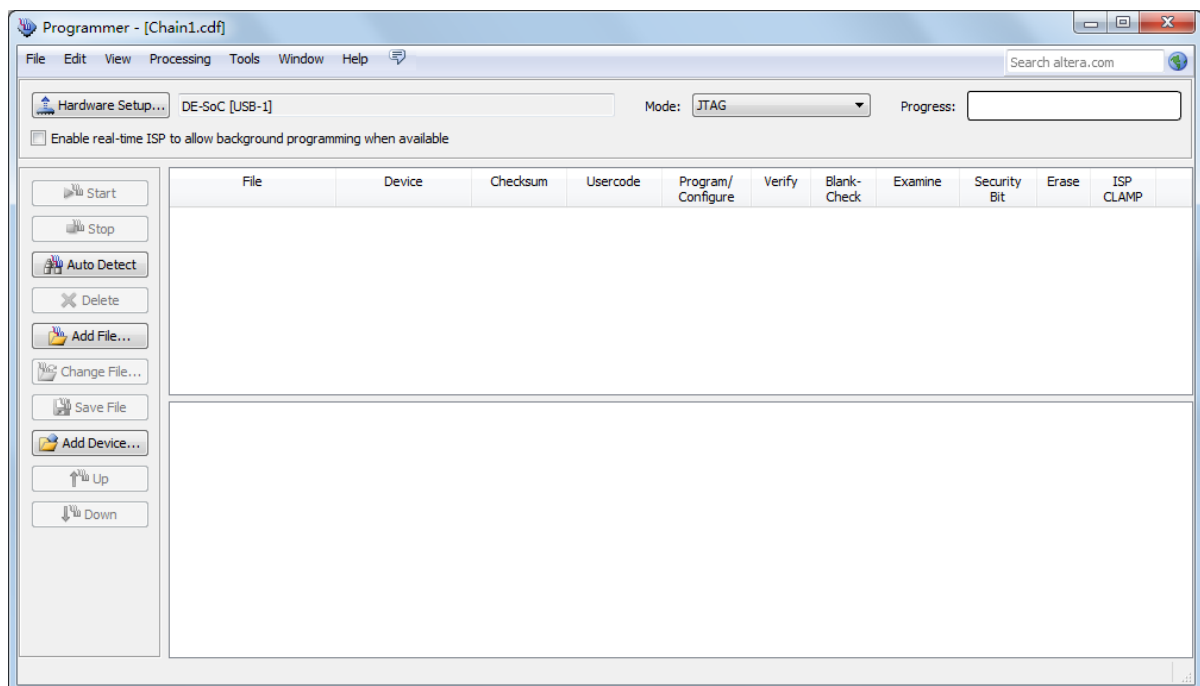 Programmer - [Chain1.cdf]
File Edit View Processing Tools Window Help
Search altera.com
Hardware Setup... DE-SoC [USB-1] Mode: JTAG Progress:
Enable real-time ISP to allow background programming when available
File Device Checksum Usercode Program/ Verify Blank- Examine Security Erase ISP
Configure Check Bit CLAMP
Start
Stop
Auto Detect
Delete
Add File...
Change File...
Save File
Add Device...
Up
Down